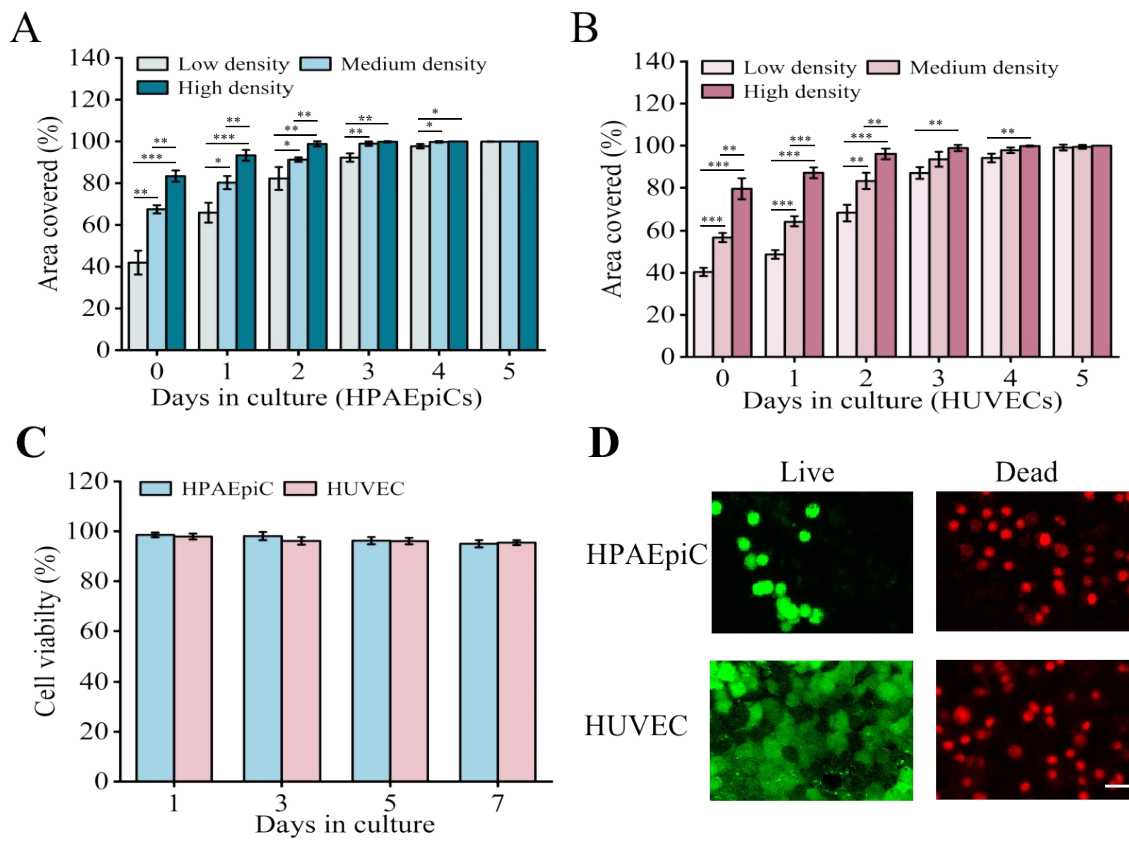 A
140
120
100
80
60
40
20
0
Area covered (%)
Low density
Medium density
High density
**
***
**
*
***
**
*
**
**
**
**
*
*
0 1 2 3 4 5
Days in culture (HPAEpiCs)
B
140
120
100
80
60
40
20
0
Area covered (%)
Low density
Medium density
High density
***
***
**
***
***
***
**
***
**
**
**
0 1 2 3 4 5
Days in culture (HUVECs)
C
120
100
80
60
40
20
0
Cell viabilty (%)
HPAEpiC
HUVEC
1 3 5 7
Days in culture
D
Live Dead
HPAEpiC
HUVEC